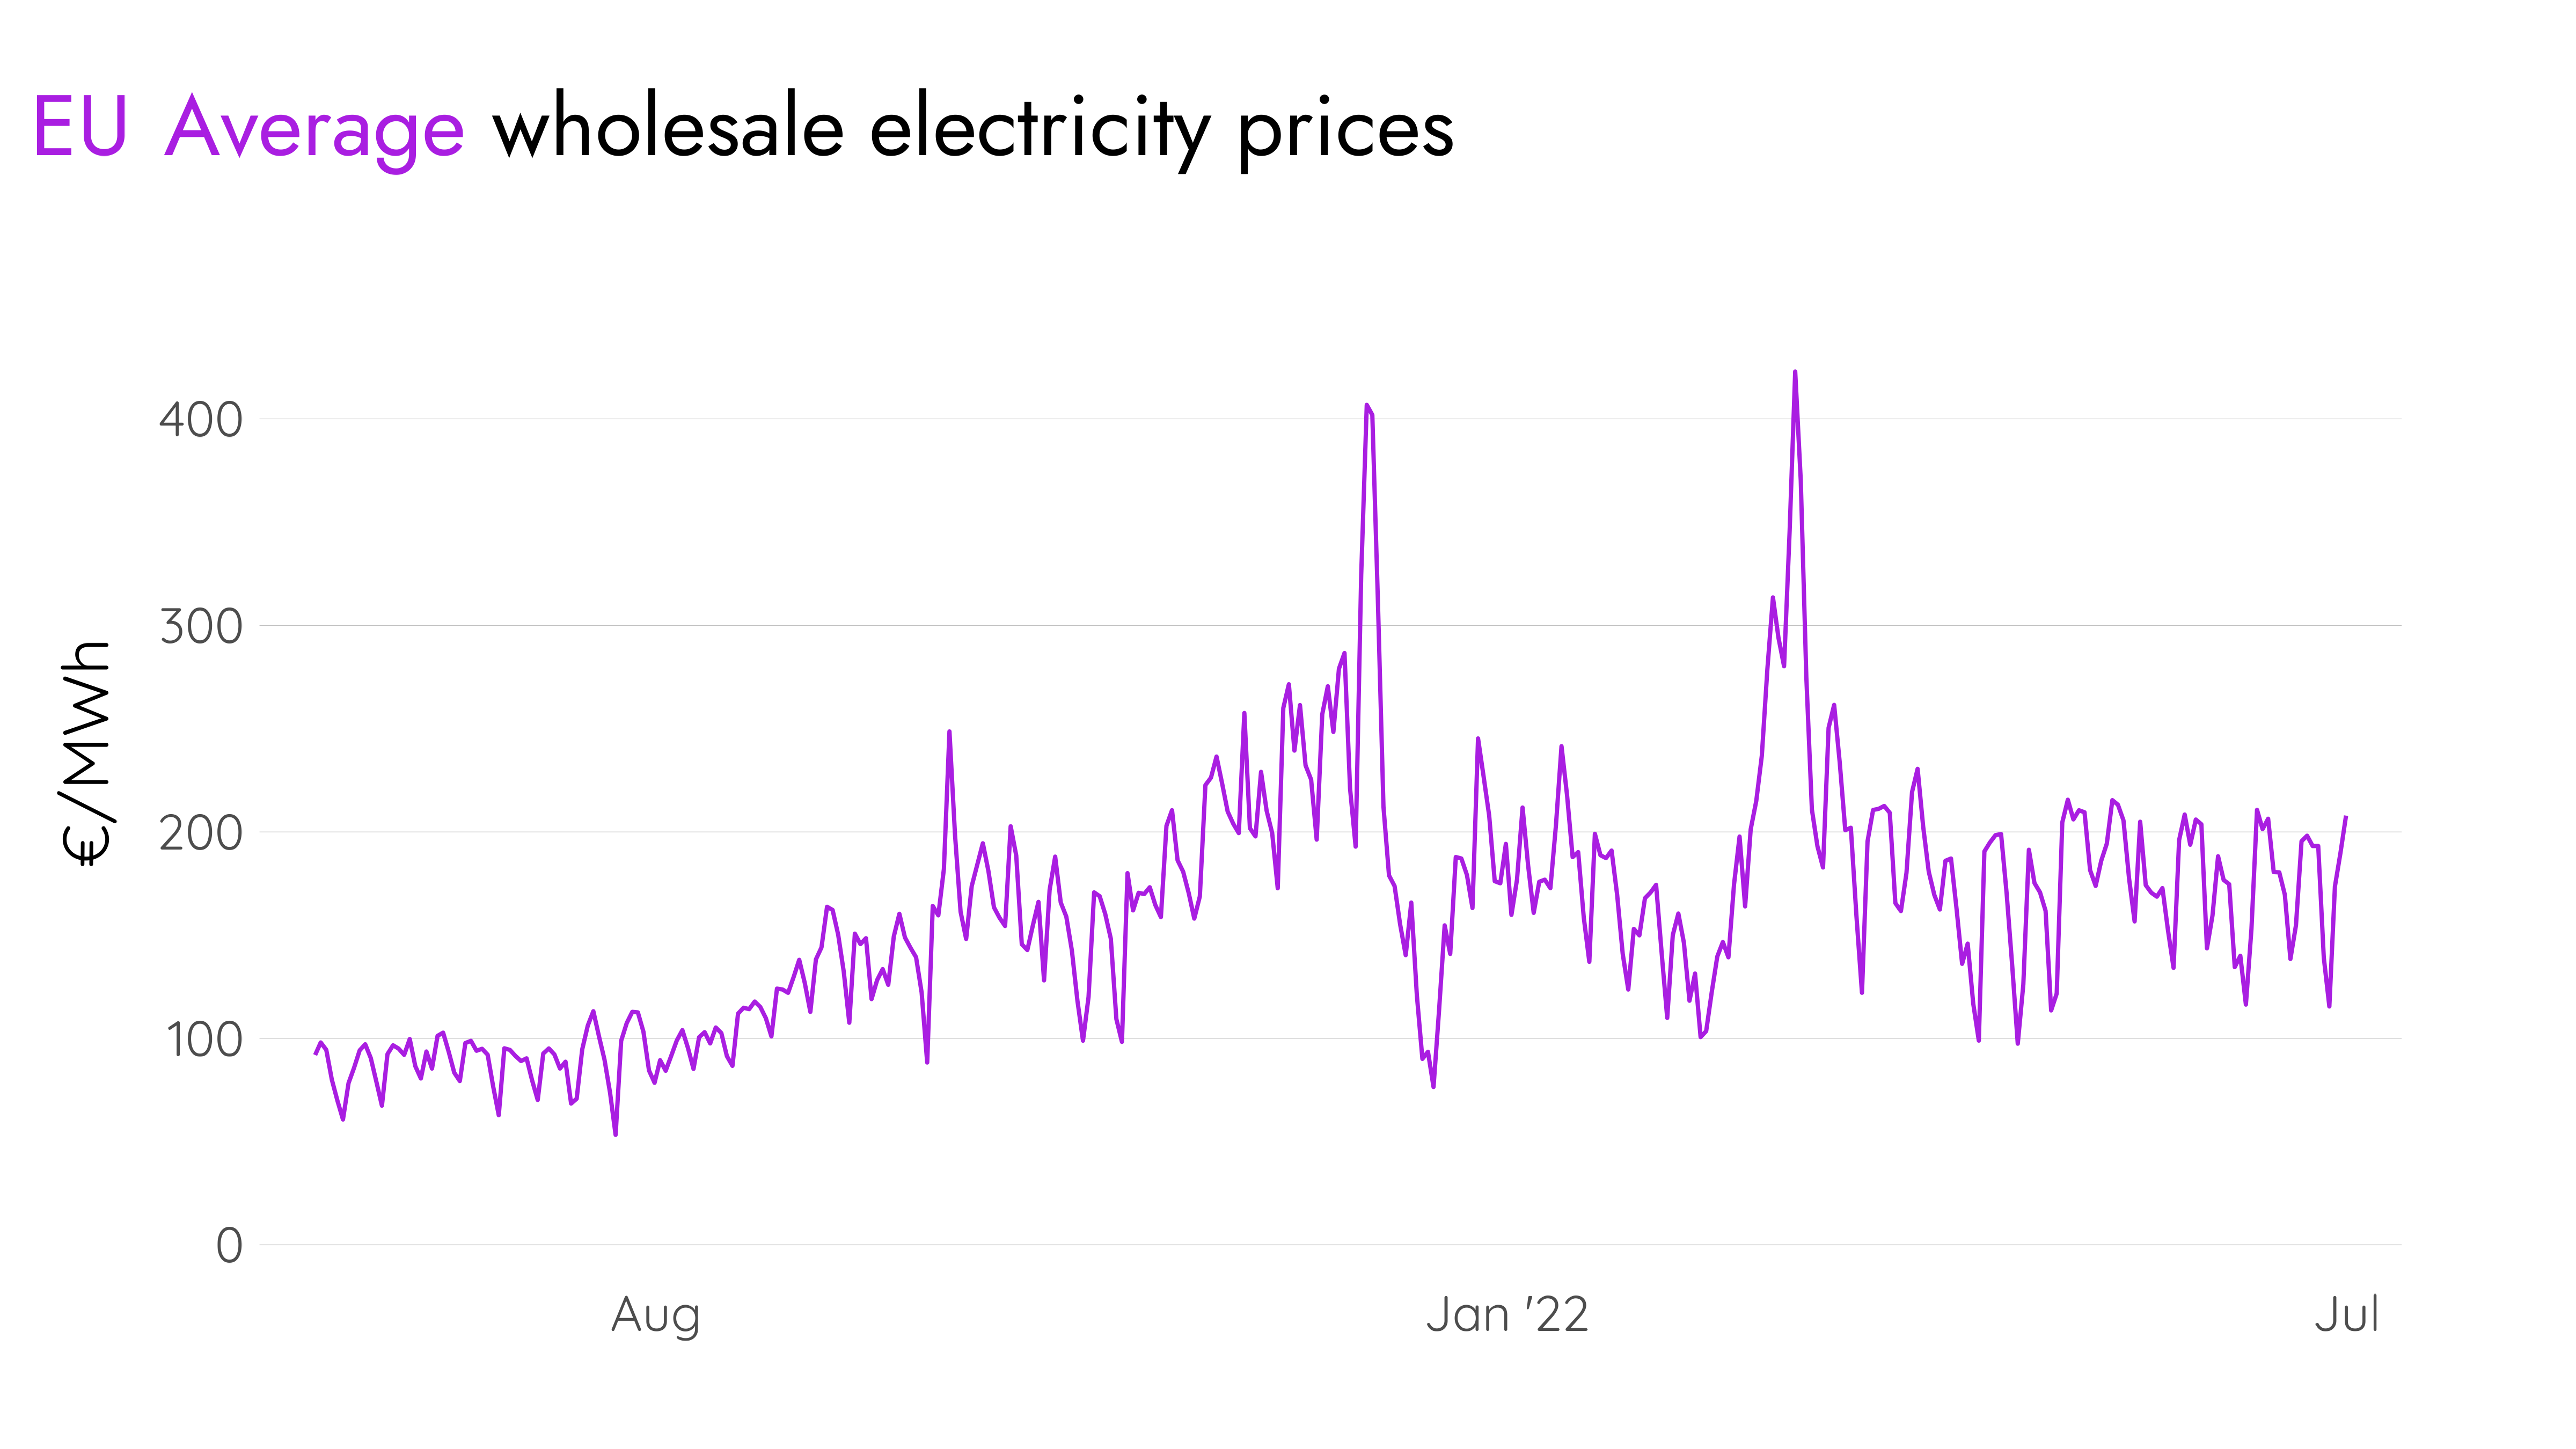 EU Average wholesale electricity prices
€/MWh
400
300
200
100
0
Aug
Jan '22
Jul